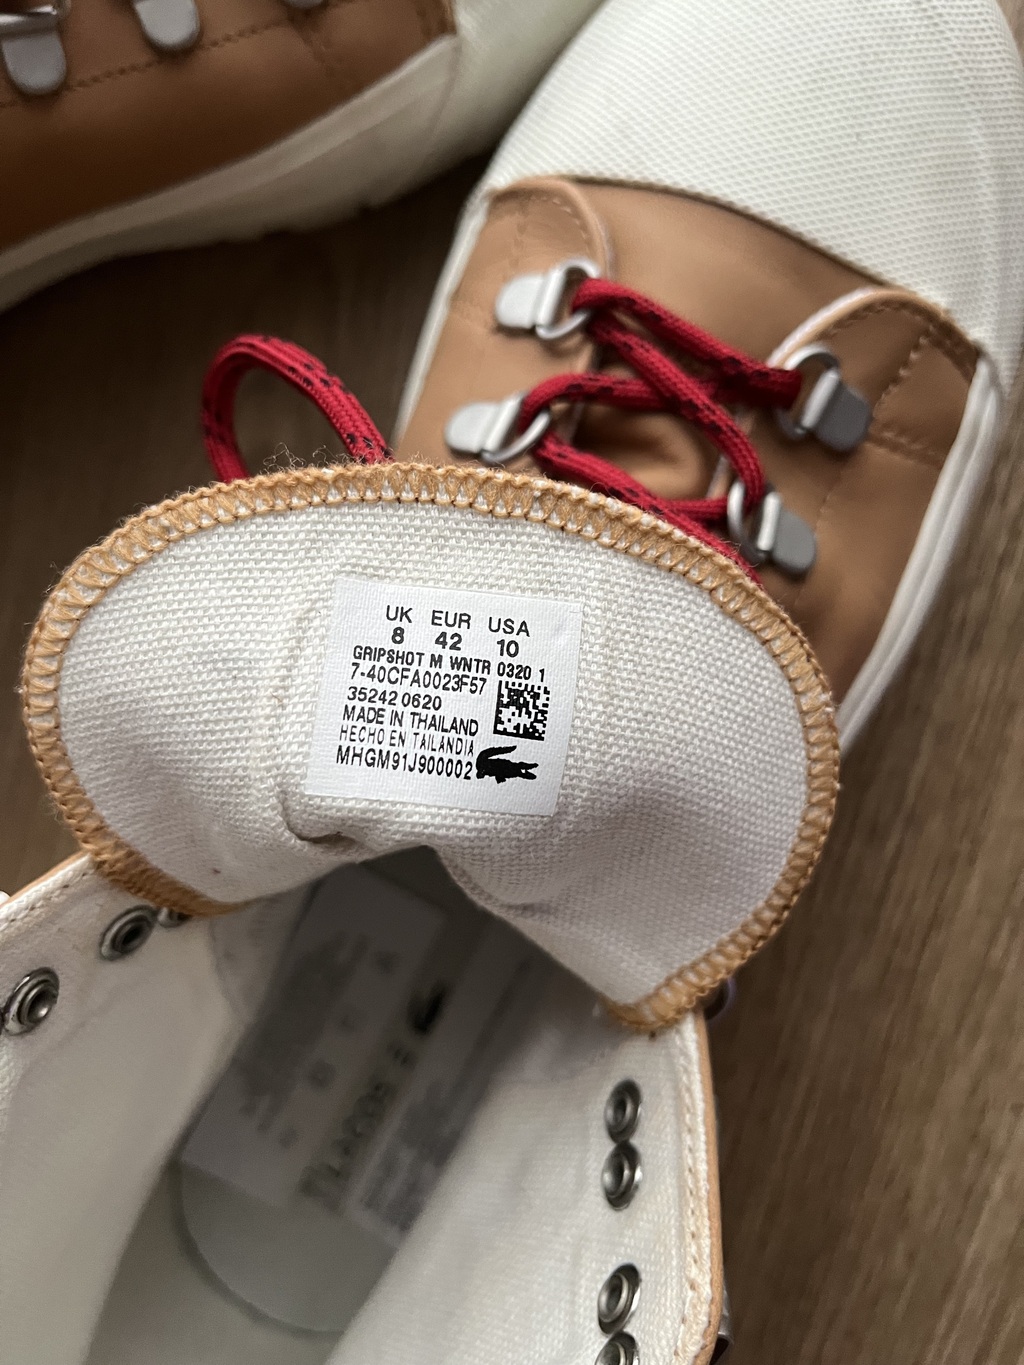 UK EUR USA
8 42 10
GRIPSHOT M WNTR 0320 1
7-40CFA0023F57
35242 0620
MADE IN THAILAND
HECHO EN TAILANDIA
MHGM91J900002
LACOSTE